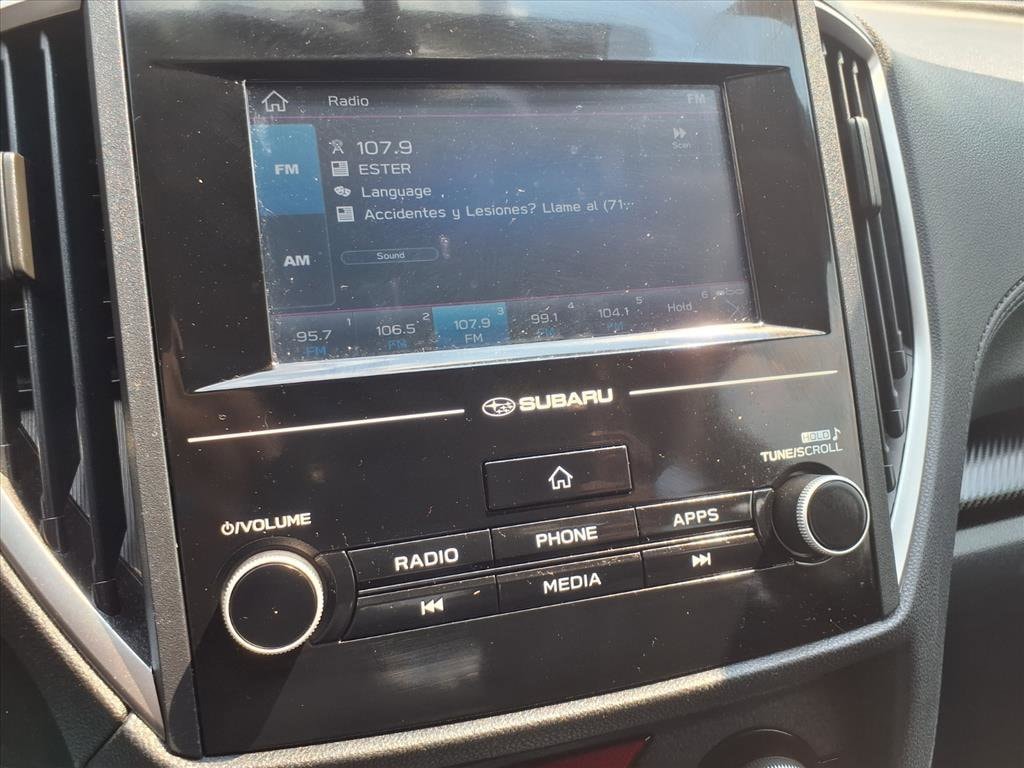 Radio FM
107.9
Scan
FM
ESTER
Language
Accidentes y Lesiones? Llame al (71...
AM
Sound
1 2 3 4 5 6
95.7 106.5 107.9 99.1 104.1 Hold
FM FM FM FM FM
SUBARU
HOLD
TUNE/SCROLL
/VOLUME
RADIO PHONE APPS
MEDIA